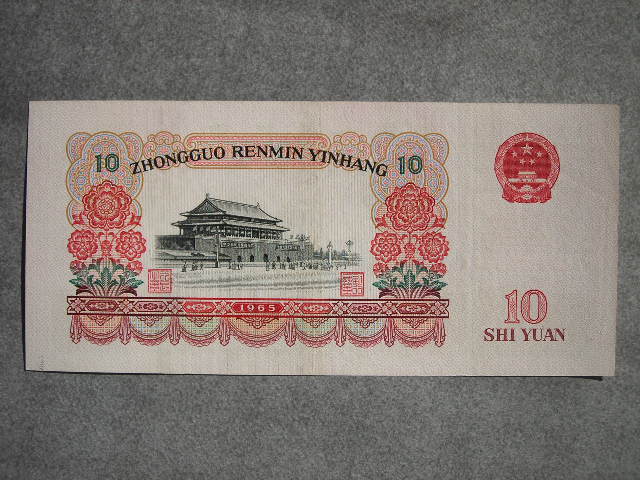 10 ZHONGGUO RENMIN YINHANG 10
1965
10
SHI YUAN